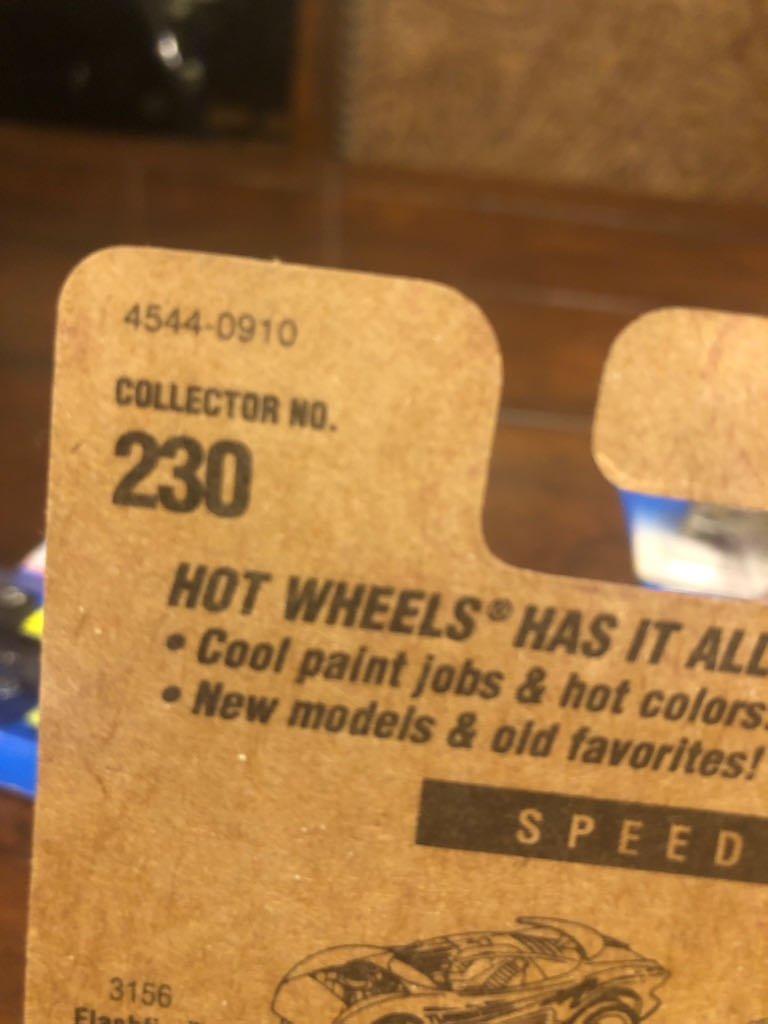 4544-0910
COLLECTOR NO.
230
HOT WHEELS® HAS IT ALL
• Cool paint jobs & hot colors!
• New models & old favorites!
SPEED
3156